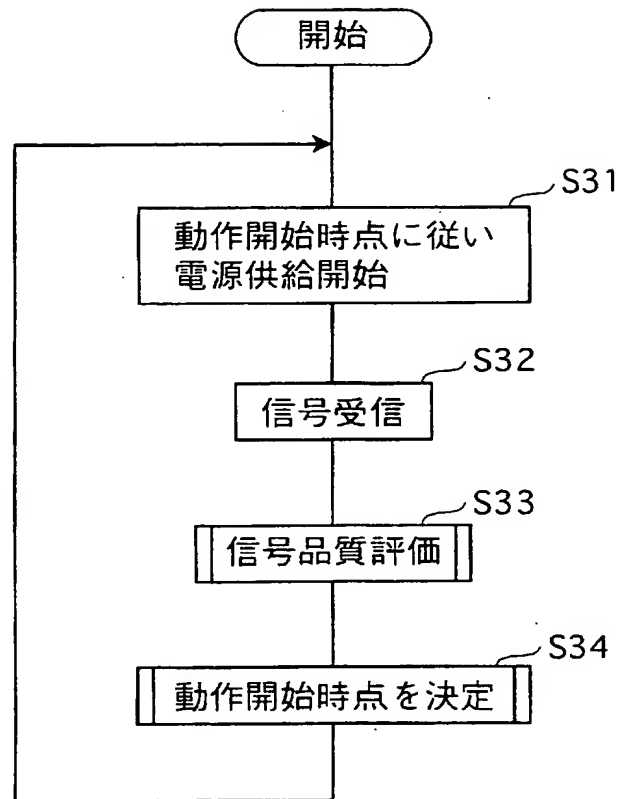 開始
S31
動作開始時点に従い
電源供給開始
S32
信号受信
S33
信号品質評価
S34
動作開始時点を決定